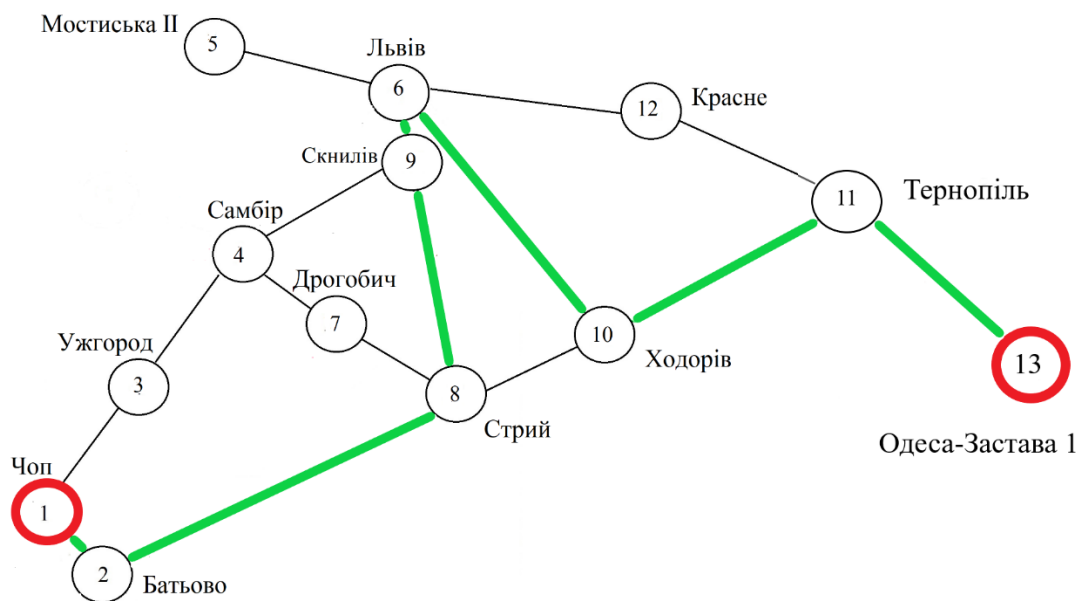 Мостиська ІІ
5
Львів
6
12
Красне
Скнилів
9
Самбір
4
11
Тернопіль
Дрогобич
7
Ужгород
3
10
Ходорів
13
8
Стрий
Одеса-Застава 1
Чоп
1
2
Батьово